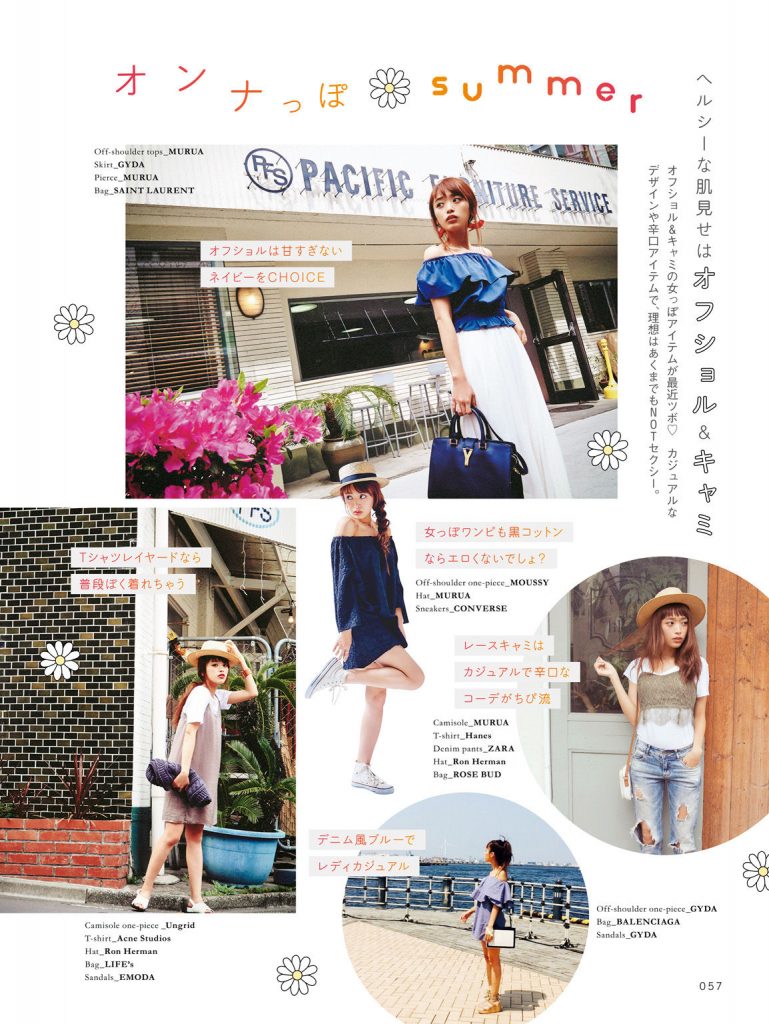 オンナっぽ summer
ヘルシーな肌見せはオフショル&キャミ
オフショル&キャミの女っぽアイテムが最近ツボ♡ カジュアルな
デザインや辛口アイテムで、理想はあくまでもNOTセクシー。
Off-shoulder tops_MURUA
Skirt_GYDA
Pierce_MURUA
Bag_SAINT LAURENT
PFS PACIFIC FURNITURE SERVICE
オフショルは甘すぎない
ネイビーをCHOICE
Tシャツレイヤードなら
普段ぽく着れちゃう
女っぽワンピも黒コットン
ならエロくないでしょ?
Off-shoulder one-piece_MOUSSY
Hat_MURUA
Sneakers_CONVERSE
レースキャミは
カジュアルで辛口な
コーデがちび流
Camisole_MURUA
T-shirt_Hanes
Denim pants_ZARA
Hat_Ron Herman
Bag_ROSE BUD
デニム風ブルーで
レディカジュアル
Off-shoulder one-piece_GYDA
Bag_BALENCIAGA
Sandals_GYDA
Camisole one-piece _Ungrid
T-shirt_Acne Studios
Hat_Ron Herman
Bag_LIFE's
Sandals_EMODA
057